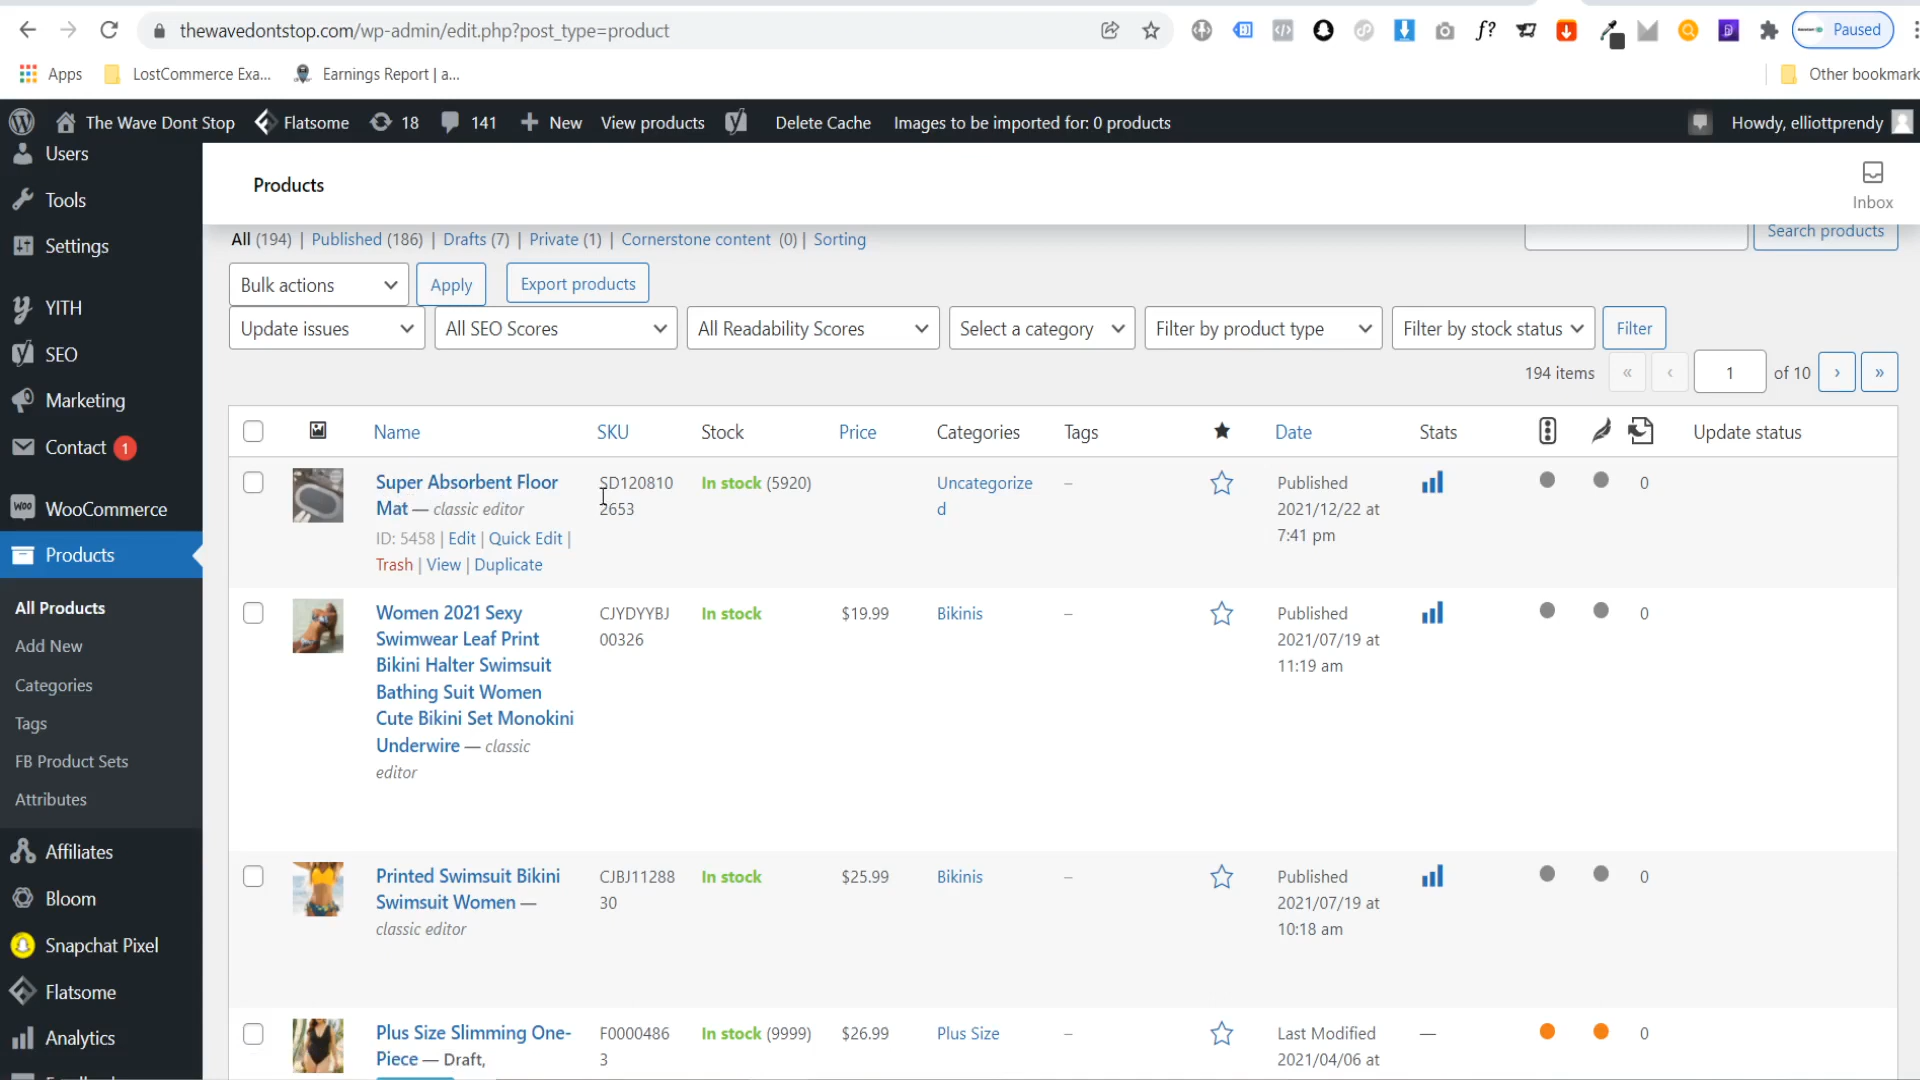 thewavedontstop.com/wp-admin/edit.php?post_type=product
f?
Paused
Apps
LostCommerce Exa...
Earnings Report | a...
Other bookmark
The Wave Dont Stop
Flatsome
18
141
New
View products
Delete Cache
Images to be imported for: 0 products
Howdy, elliottprendy
Users
Tools
Settings
YITH
SEO
Marketing
Contact 1
WooCommerce
Products
All Products
Add New
Categories
Tags
FB Product Sets
Attributes
Affiliates
Bloom
Snapchat Pixel
Flatsome
Analytics
Products
Inbox
All (194) | Published (186) | Drafts (7) | Private (1) | Cornerstone content (0) | Sorting
Search products
Bulk actions
Apply
Export products
Update issues
All SEO Scores
All Readability Scores
Select a category
Filter by product type
Filter by stock status
Filter
194 items « ‹ 1 of 10 › »
Name SKU Stock Price Categories Tags Date Stats Update status
Super Absorbent Floor
Mat — classic editor
ID: 5458 | Edit | Quick Edit |
Trash | View | Duplicate
SD120810
2653
In stock (5920)
Uncategorize
d
–
Published
2021/12/22 at
7:41 pm
0
Women 2021 Sexy
Swimwear Leaf Print
Bikini Halter Swimsuit
Bathing Suit Women
Cute Bikini Set Monokini
Underwire — classic
editor
CJYDYYBJ
00326
In stock
$19.99
Bikinis
–
Published
2021/07/19 at
11:19 am
0
Printed Swimsuit Bikini
Swimsuit Women —
classic editor
CJBJ11288
30
In stock
$25.99
Bikinis
–
Published
2021/07/19 at
10:18 am
0
Plus Size Slimming One-
Piece — Draft,
F0000486
3
In stock (9999)
$26.99
Plus Size
–
Last Modified
2021/04/06 at
—
0